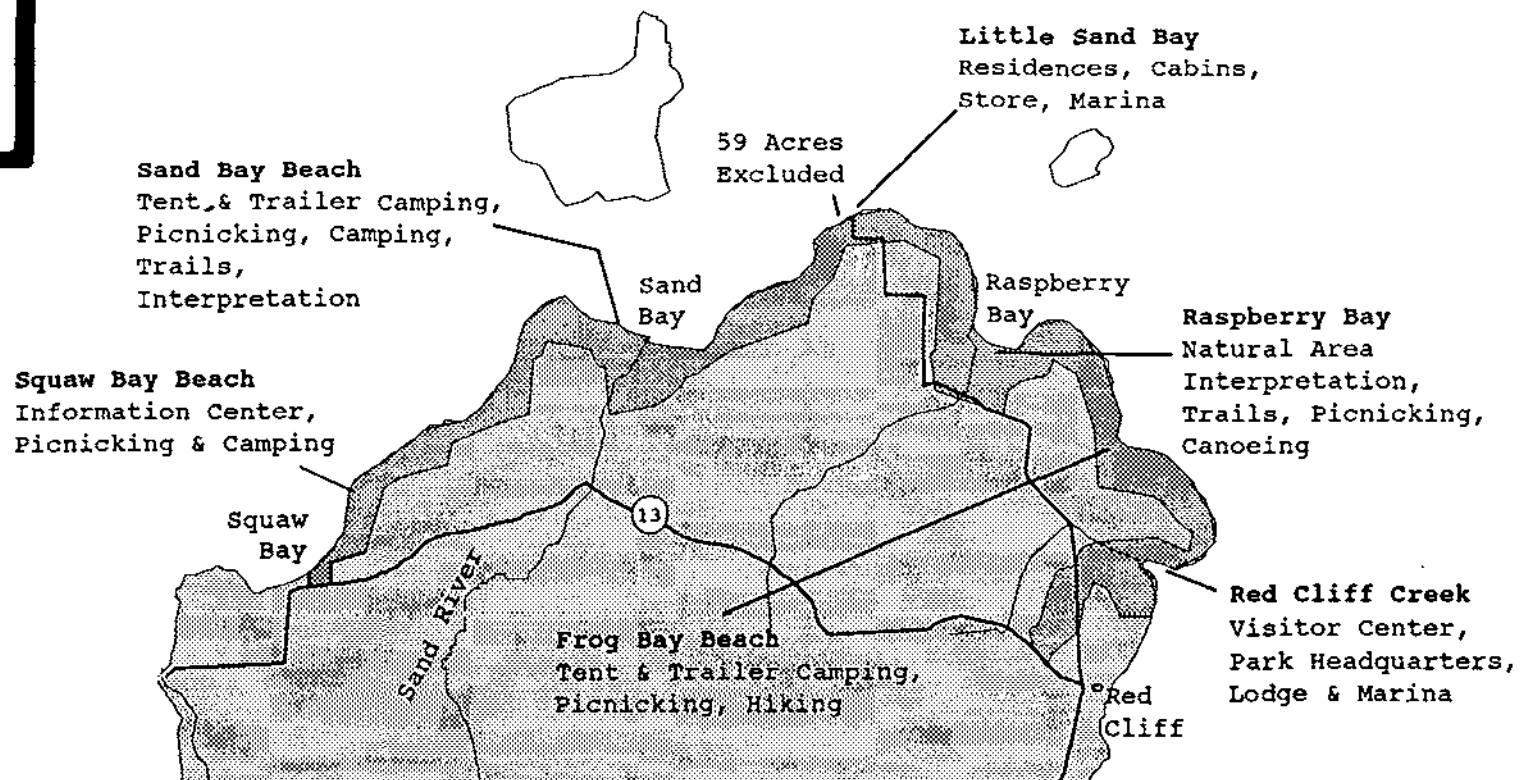 Little Sand Bay
Residences, Cabins,
Store, Marina
59 Acres
Excluded
Sand Bay Beach
Tent & Trailer Camping,
Picnicking, Camping,
Trails,
Interpretation
Sand
Bay
Raspberry
Bay
Raspberry Bay
Natural Area
Interpretation,
Trails, Picnicking,
Canoeing
Squaw Bay Beach
Information Center,
Picnicking & Camping
Squaw
Bay
13
Sand River
Frog Bay Beach
Tent & Trailer Camping,
Picnicking, Hiking
Red Cliff Creek
Visitor Center,
Park Headquarters,
Lodge & Marina
Red
Cliff